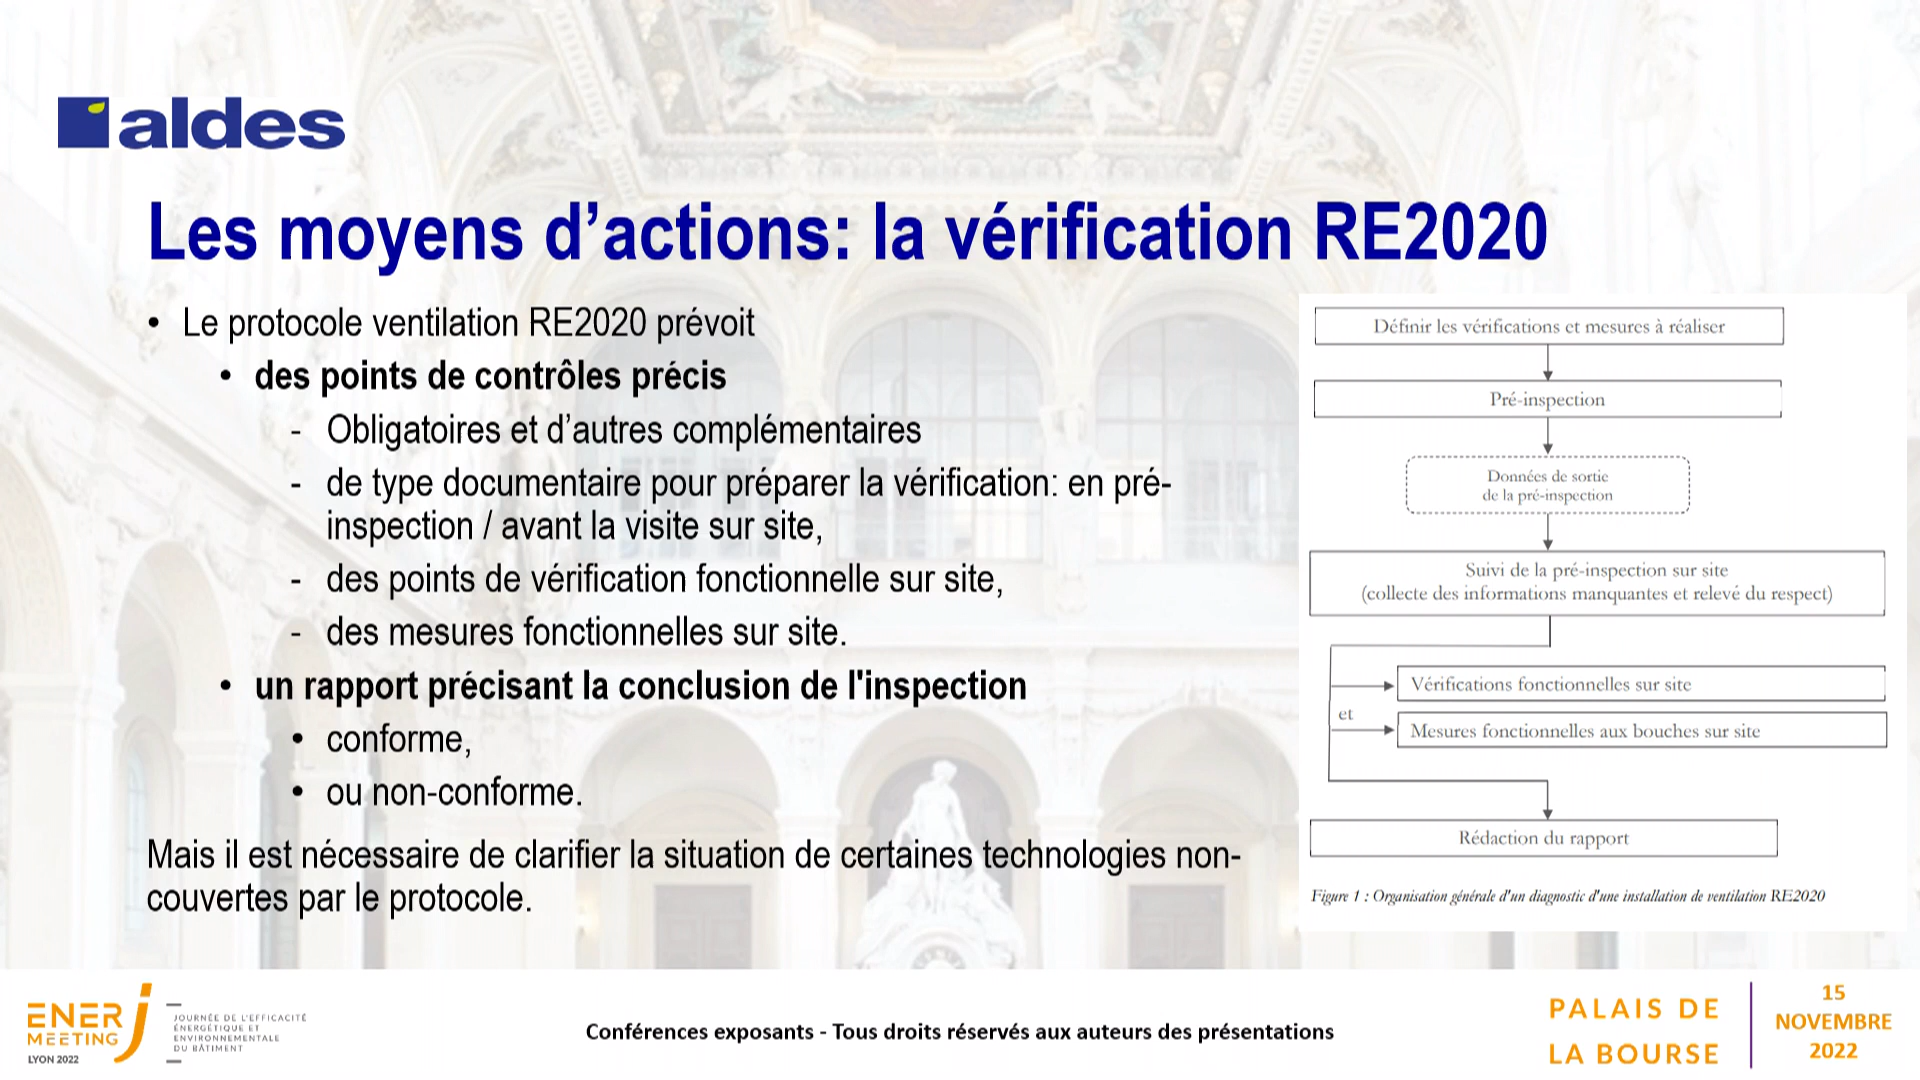 aldes
Les moyens d’actions: la vérification RE2020
• Le protocole ventilation RE2020 prévoit
• des points de contrôles précis
- Obligatoires et d’autres complémentaires
- de type documentaire pour préparer la vérification: en pré-
inspection / avant la visite sur site,
- des points de vérification fonctionnelle sur site,
- des mesures fonctionnelles sur site.
• un rapport précisant la conclusion de l'inspection
• conforme,
• ou non-conforme.
Mais il est nécessaire de clarifier la situation de certaines technologies non-
couvertes par le protocole.
Définir les vérifications et mesures à réaliser
Pré-inspection
Données de sortie
de la pré-inspection
Suivi de la pré-inspection sur site
(collecte des informations manquantes et relevé du respect)
Vérifications fonctionnelles sur site
et
Mesures fonctionnelles aux bouches sur site
Rédaction du rapport
Figure 1 : Organisation générale d'un diagnostic d'une installation de ventilation RE2020
ENERJ
MEETING
LYON 2022
JOURNÉE DE L'EFFICACITÉ
ÉNERGÉTIQUE ET
ENVIRONNEMENTALE
DU BÂTIMENT
Conférences exposants - Tous droits réservés aux auteurs des présentations
PALAIS DE
LA BOURSE
15
NOVEMBRE
2022